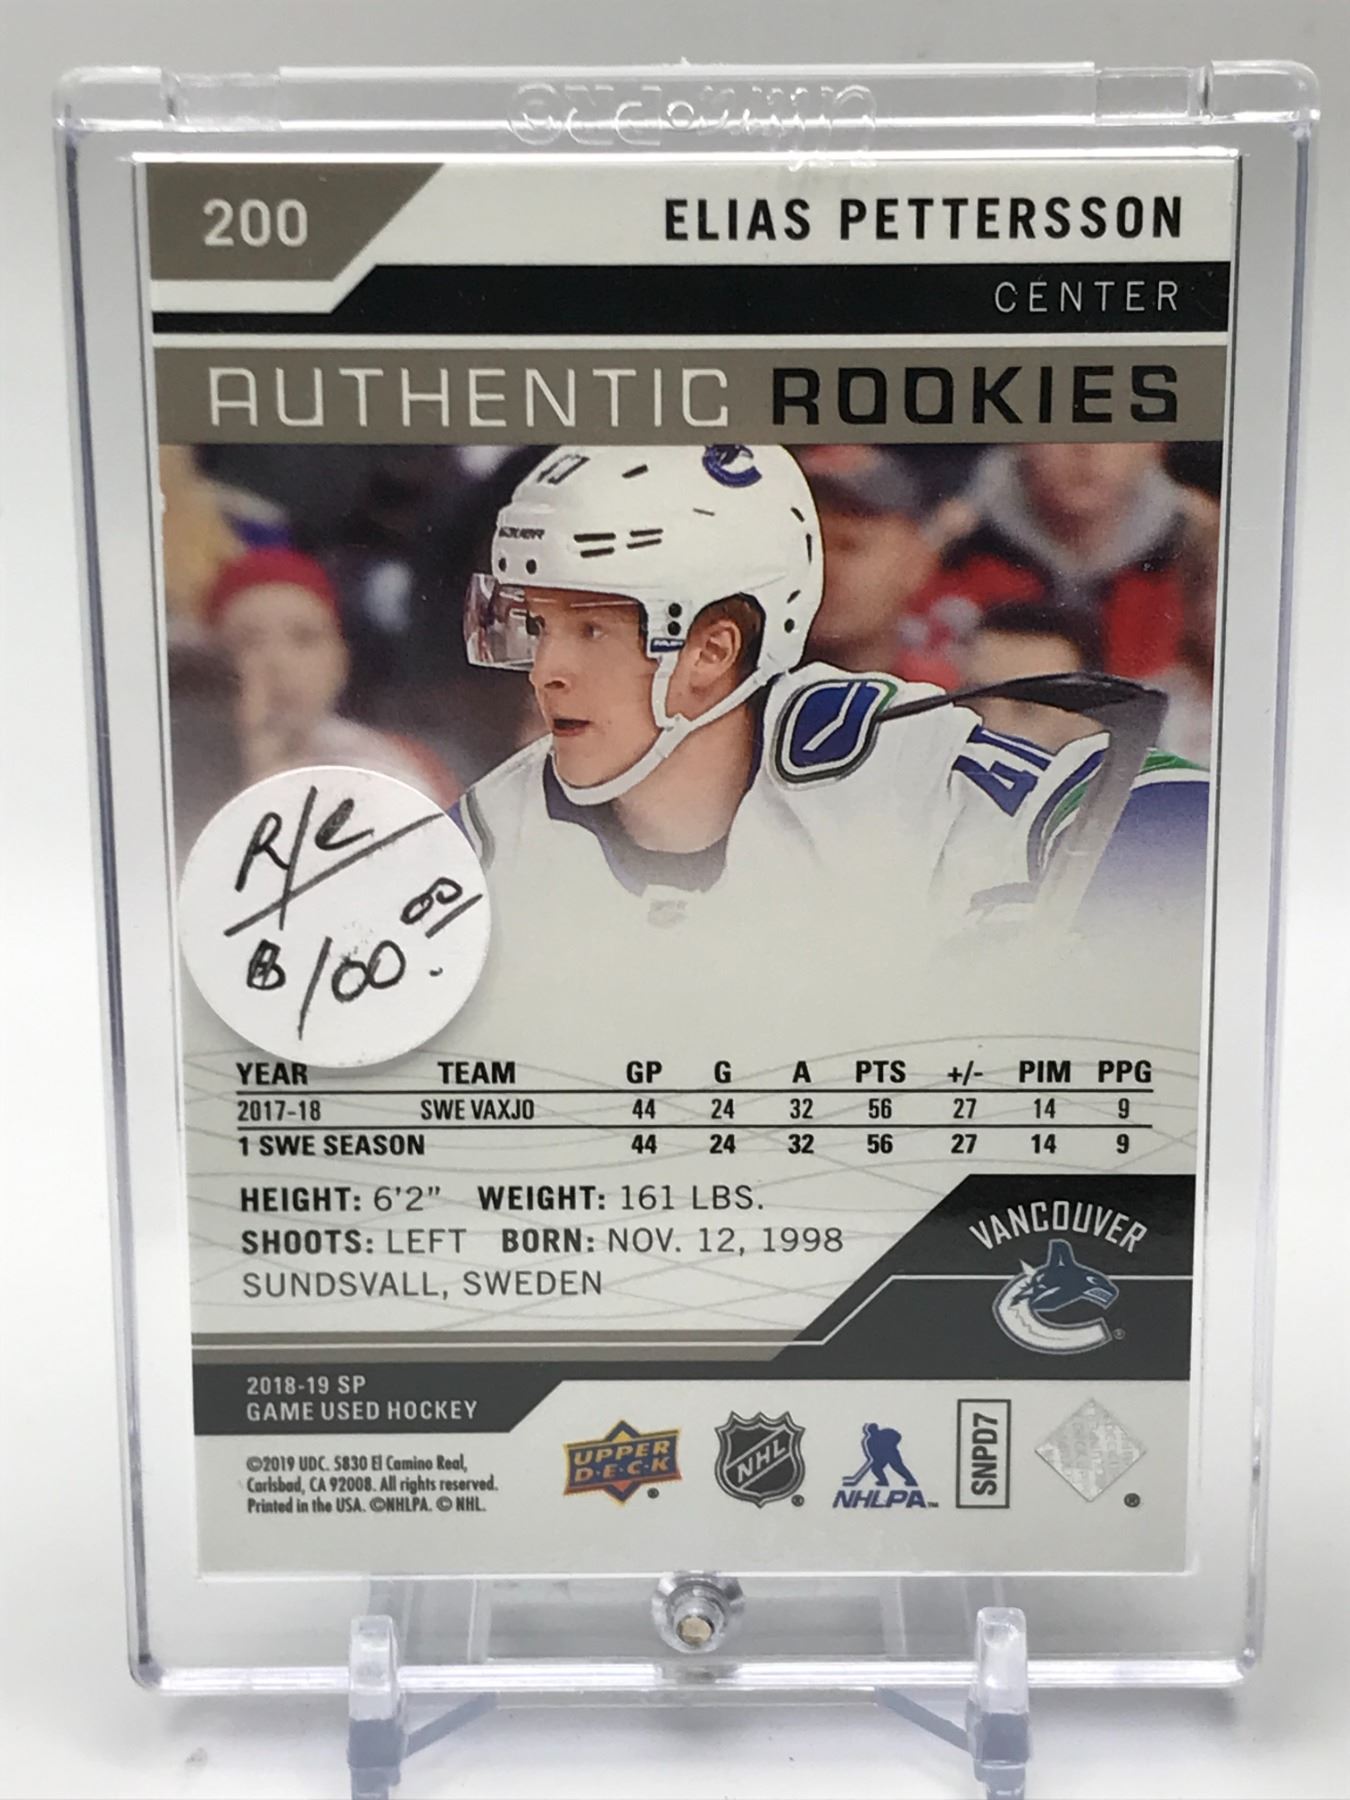 200
ELIAS PETTERSSON
CENTER
AUTHENTIC ROOKIES
R/C
B/00.00
YEAR TEAM GP G A PTS +/- PIM PPG
2017-18 SWE VAXJO 44 24 32 56 27 14 9
1 SWE SEASON 44 24 32 56 27 14 9
HEIGHT: 6'2" WEIGHT: 161 LBS.
SHOOTS: LEFT BORN: NOV. 12, 1998
SUNDSVALL, SWEDEN
VANCOUVER
2018-19 SP
GAME USED HOCKEY
©2019 UDC. 5830 El Camino Real,
Carlsbad, CA 92008. All rights reserved.
Printed in the USA. ©NHLPA. © NHL.
UPPER
D·E·C·K
NHL
NHLPA
SNPD7